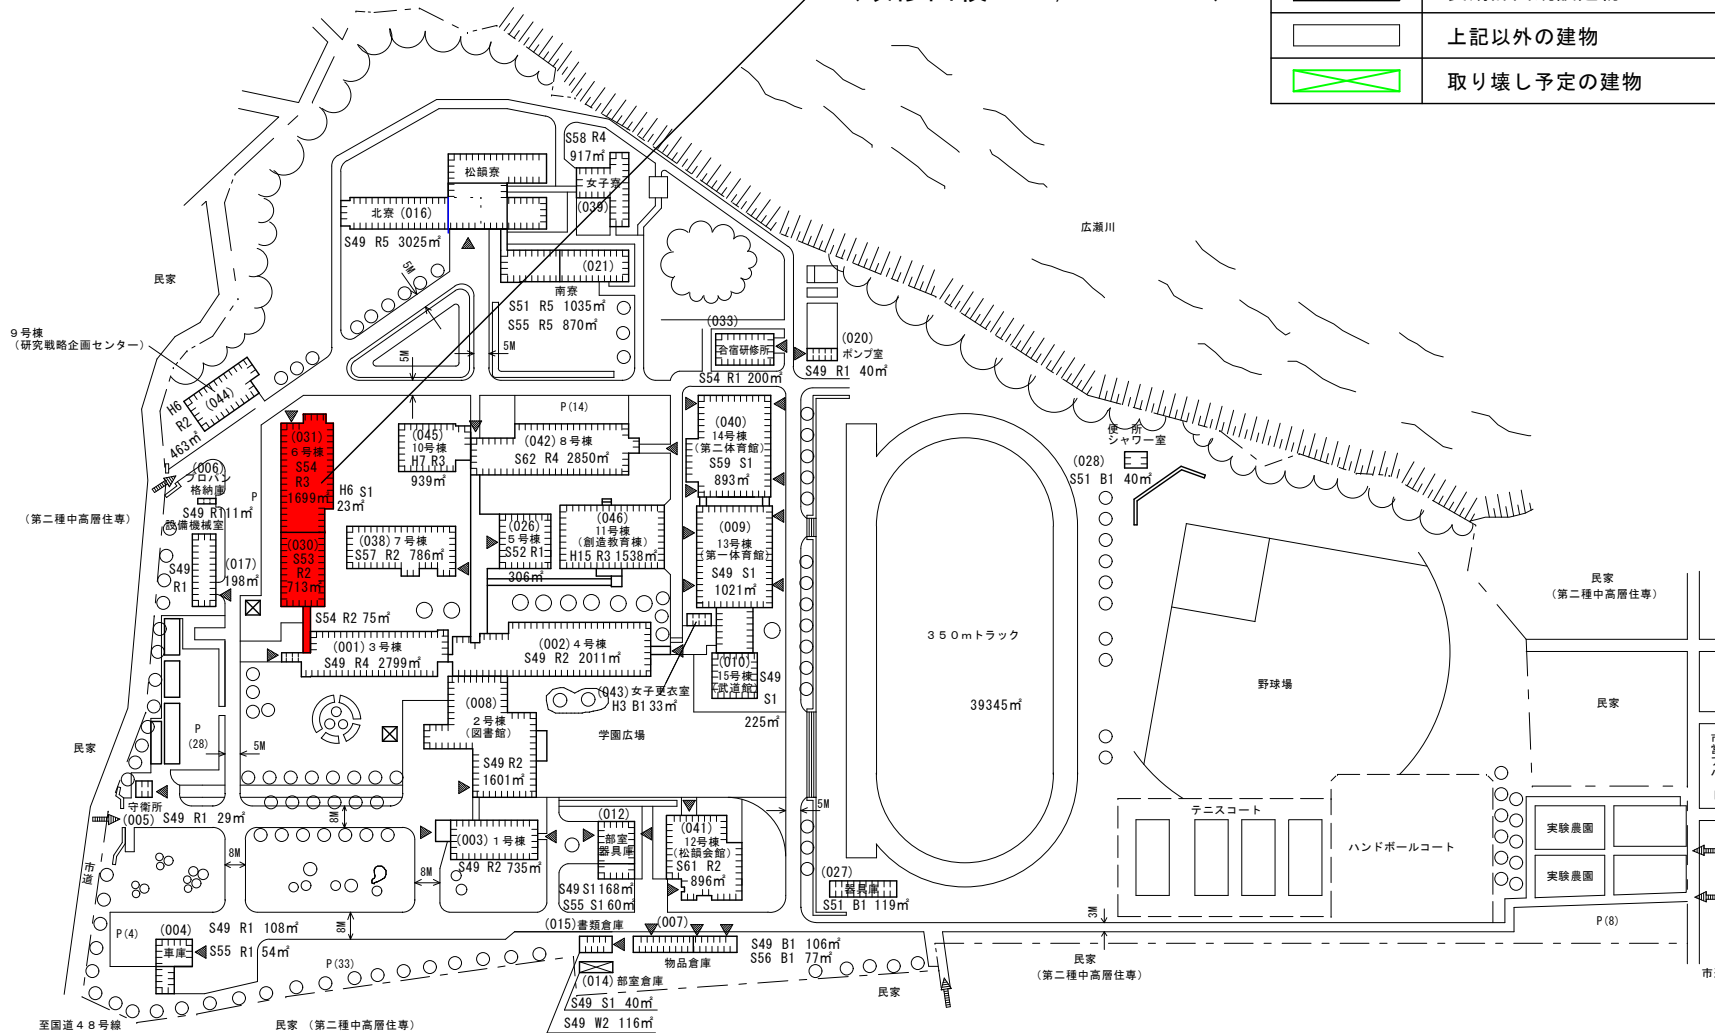 上記以外の建物
取り壊し予定の建物
S58 R4
917㎡
松韻寮
女子寮
(039)
北寮 (016)
S49 R5 3025㎡
広瀬川
5M
(021)
南寮
S51 R5 1035㎡
S55 R5 870㎡
民家
9号棟
(研究戦略企画センター)
5M
5M
(033)
合宿研修所
S54 R1 200㎡
(020)
ポンプ室
S49 R1 40㎡
H6
R2
463㎡
(044)
P(14)
(031)
6号棟
S54
R3
1699㎡
H6 S1
23㎡
(045)
10号棟
H7 R3
939㎡
(042) 8号棟
S62 R4 2850㎡
(040)
14号棟
(第二体育館)
S59 S1
893㎡
便所
シャワー室
(028)
S51 B1 40㎡
(006)
プロパン
格納庫
S49 R1 11㎡
P
(第二種中高層住専)
設備機械室
S49
R1
(017)
198㎡
(030)
S53
R2
713㎡
(038) 7号棟
S57 R2 786㎡
(026)
5号棟
S52 R1
306㎡
(046)
11号棟
(創造教育棟)
H15 R3 1538㎡
(009)
13号棟
(第一体育館)
S49 S1
1021㎡
民家
(第二種中高層住専)
S54 R2 75㎡
(001) 3号棟
S49 R4 2799㎡
(002) 4号棟
S49 R2 2011㎡
(010)
15号棟
(武道館)
S49
S1
225㎡
350mトラック
39345㎡
野球場
(043) 女子更衣室
H3 B1 33㎡
民家
(008)
2号棟
(図書館)
S49 R2
1601㎡
学園広場
民家
P
(28)
5M
守衛所
(005) S49 R1 29㎡
8M
5M
テニスコート
ハンドボールコート
実験農園
実験農園
市道
8M
8M
(003) 1号棟
S49 R2 735㎡
(012)
部室
器具庫
S49 S1 168㎡
S55 S1 60㎡
(041)
12号棟
(松韻会館)
S61 R2
896㎡
(027)
器具庫
S51 B1 119㎡
8M
3M
P(4)
(004) S49 R1 108㎡
車庫 S55 R1 54㎡
P(33)
(015) 書類倉庫
(007)
物品倉庫
S49 B1 106㎡
S56 B1 77㎡
(014) 部室倉庫
S49 S1 40㎡
S49 W2 116㎡
民家
民家
(第二種中高層住専)
P(8)
至国道48号線
民家 (第二種中高層住専)